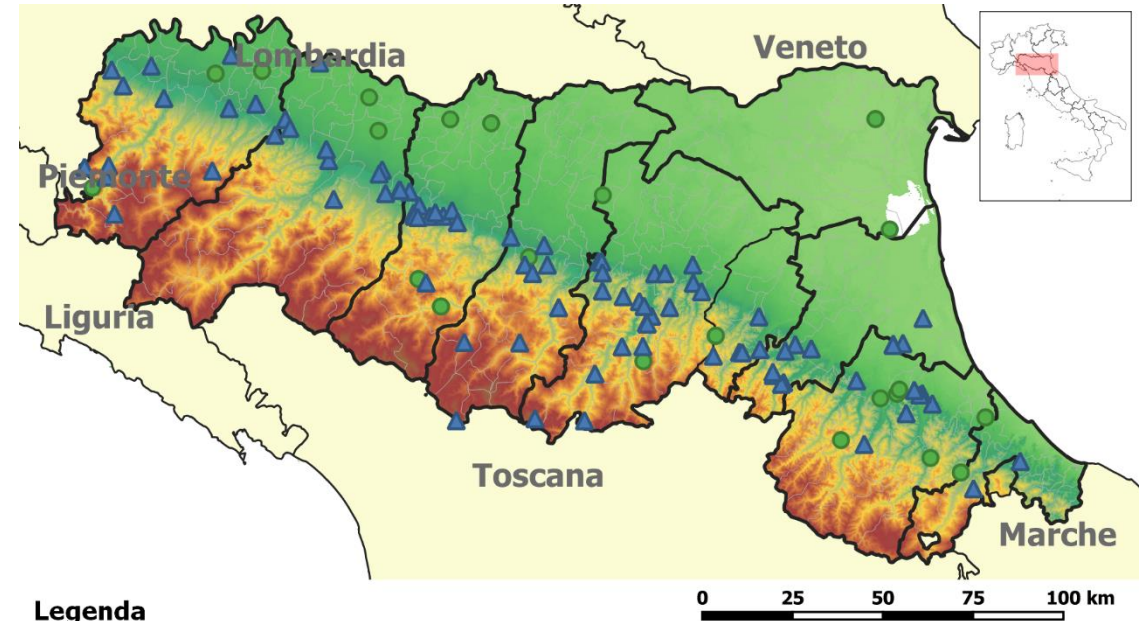 Lombardia
Veneto
Piemonte
Liguria
Toscana
Marche
Legenda
0 25 50 75 100 km